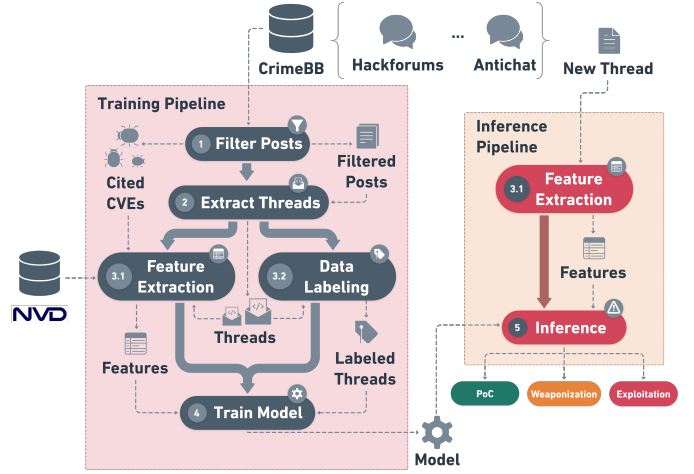 CrimeBB
Hackforums
...
Antichat
New Thread
Training Pipeline
1
Filter Posts
Cited
CVEs
Filtered
Posts
2
Extract Threads
3.1
Feature
Extraction
3.2
Data
Labeling
NVD
Threads
Features
Labeled
Threads
4
Train Model
Model
Inference
Pipeline
3.1
Feature
Extraction
Features
5
Inference
PoC
Weaponization
Exploitation